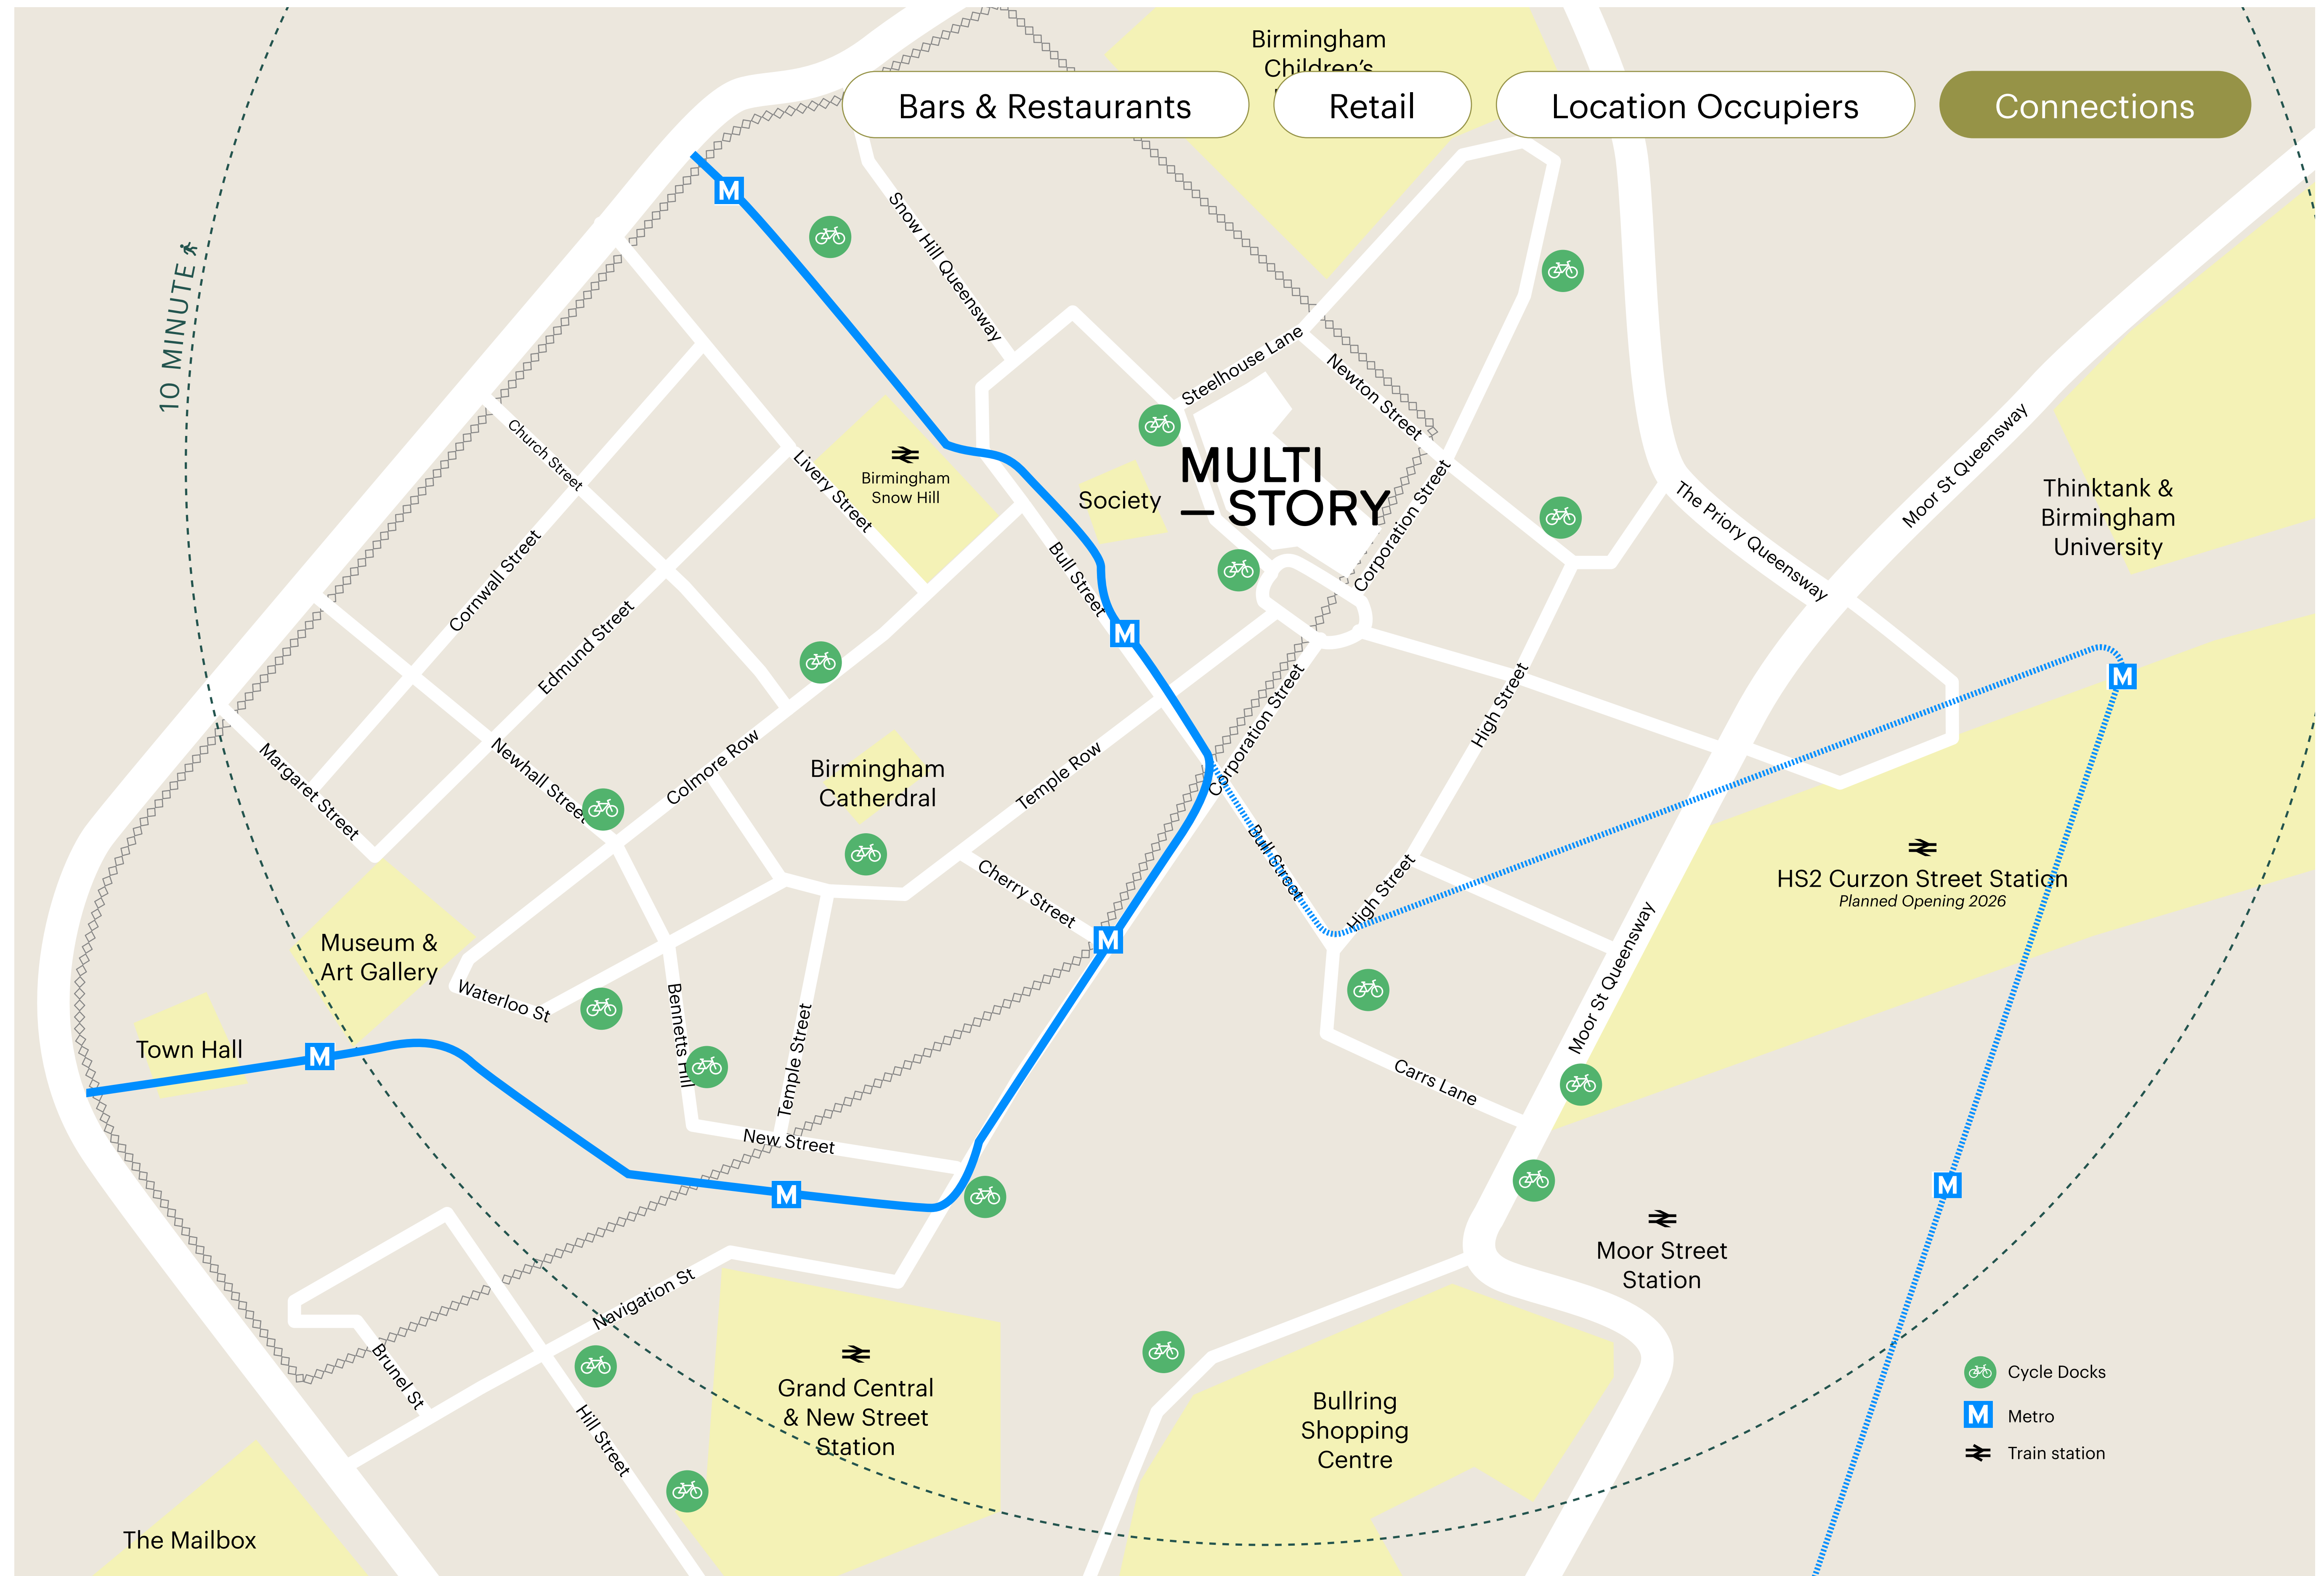 Birmingham
Children's
Bars & Restaurants
Retail
Location Occupiers
Connections
10 MINUTE
M
Snow Hill Queensway
Steelhouse Lane
Newton Street
Church Street
Livery Street
Birmingham
Snow Hill
Society
MULTI
– STORY
Corporation Street
Moor St Queensway
The Priory Queensway
Thinktank &
Birmingham
University
Cornwall Street
Edmund Street
Bull Street
M
M
High Street
Corporation Street
Margaret Street
Newhall Street
Colmore Row
Birmingham
Catherdral
Temple Row
Bull Street
High Street
Cherry Street
M
HS2 Curzon Street Station
Planned Opening 2026
Museum &
Art Gallery
Waterloo St
Bennetts Hill
Temple Street
Moor St Queensway
Town Hall
M
Carrs Lane
New Street
M
M
Moor Street
Station
Navigation St
Brunel St
Hill Street
Grand Central
& New Street
Station
Bullring
Shopping
Centre
The Mailbox
Cycle Docks
M
Metro
Train station